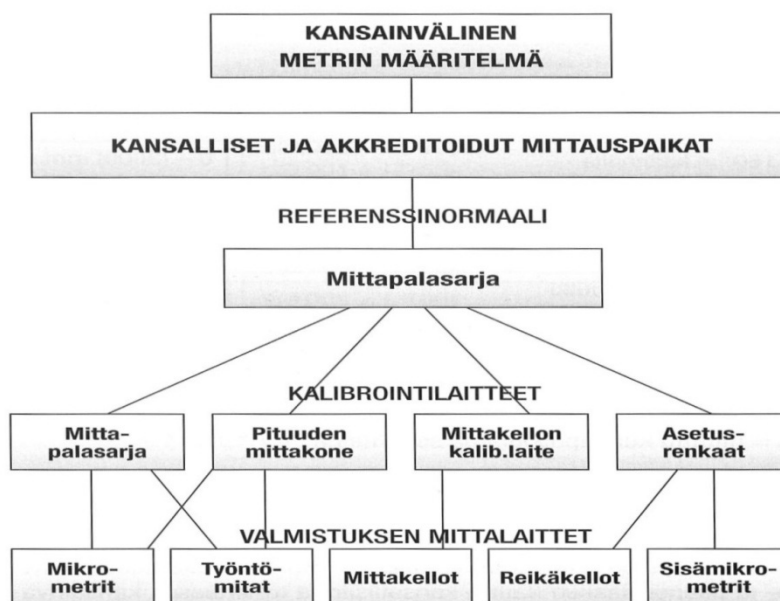 KANSAINVÄLINEN
METRIN MÄÄRITELMÄ
KANSALLISET JA AKKREDITOIDUT MITTAUSPAIKAT
REFERENSSINORMAALI
Mittapalasarja
KALIBROINTILAITTEET
Mitta-
palasarja
Pituuden
mittakone
Mittakellon
kalib.laite
Asetus-
renkaat
VALMISTUKSEN MITTALAITTET
Mikro-
metrit
Työntö-
mitat
Mittakellot
Reikäkellot
Sisämikro-
metrit